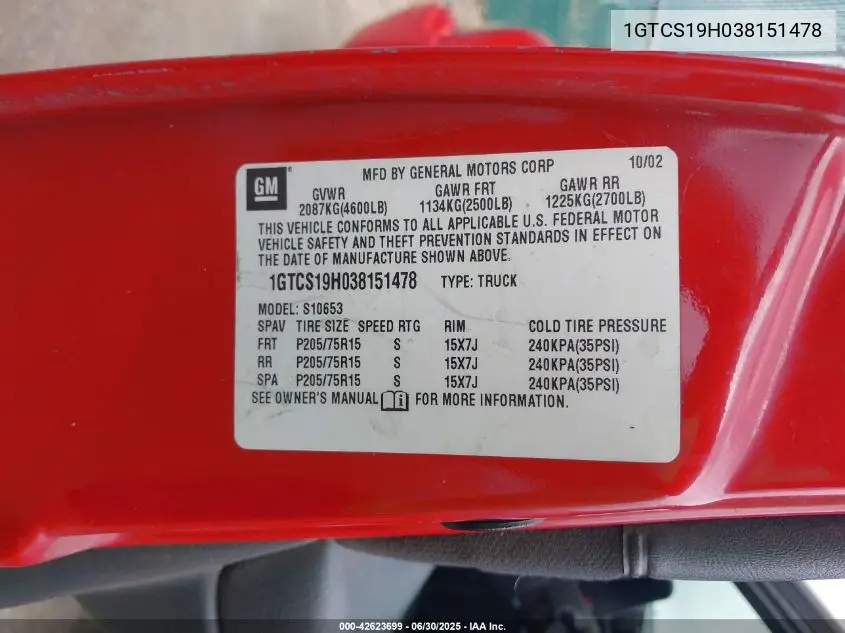 1GTCS19H038151478
GM
MFD BY GENERAL MOTORS CORP 10/02
GVWR GAWR FRT GAWR RR
2087KG(4600LB) 1134KG(2500LB) 1225KG(2700LB)
THIS VEHICLE CONFORMS TO ALL APPLICABLE U.S. FEDERAL MOTOR
VEHICLE SAFETY AND THEFT PREVENTION STANDARDS IN EFFECT ON
THE DATE OF MANUFACTURE SHOWN ABOVE.
1GTCS19H038151478 TYPE: TRUCK
MODEL: S10653
SPAV TIRE SIZE SPEED RTG RIM COLD TIRE PRESSURE
FRT P205/75R15 S 15X7J 240KPA(35PSI)
RR P205/75R15 S 15X7J 240KPA(35PSI)
SPA P205/75R15 S 15X7J 240KPA(35PSI)
SEE OWNER'S MANUAL FOR MORE INFORMATION.
000-42623699 - 06/30/2025 - IAA Inc.